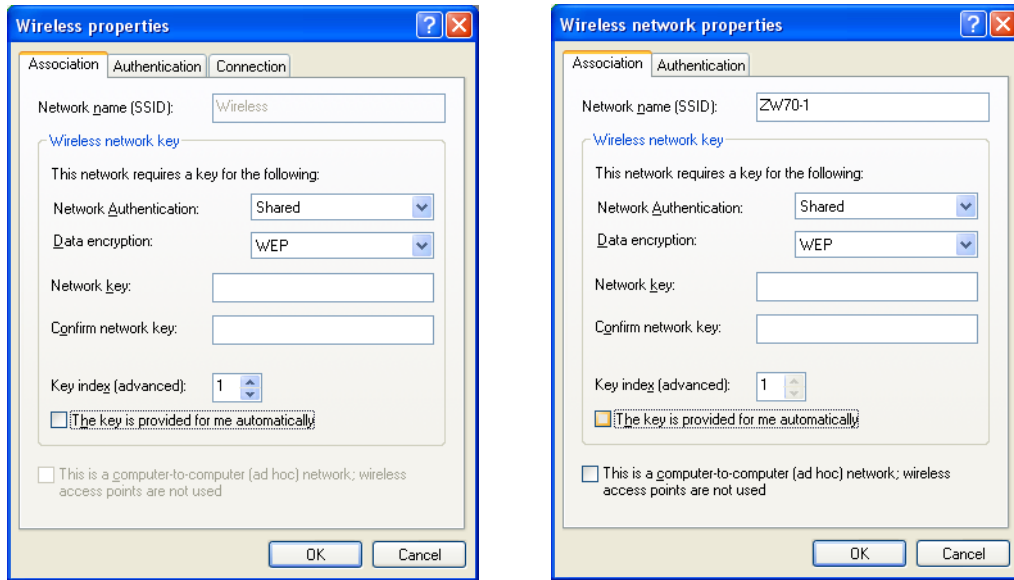 Wireless properties
Association Authentication Connection
Network name (SSID): Wireless
Wireless network key
This network requires a key for the following:
Network Authentication: Shared
Data encryption: WEP
Network key:
Confirm network key:
Key index (advanced): 1
The key is provided for me automatically
This is a computer-to-computer (ad hoc) network; wireless
access points are not used
OK Cancel
Wireless network properties
Association Authentication
Network name (SSID): ZW70-1
Wireless network key
This network requires a key for the following:
Network Authentication: Shared
Data encryption: WEP
Network key:
Confirm network key:
Key index (advanced): 1
The key is provided for me automatically
This is a computer-to-computer (ad hoc) network; wireless
access points are not used
OK Cancel